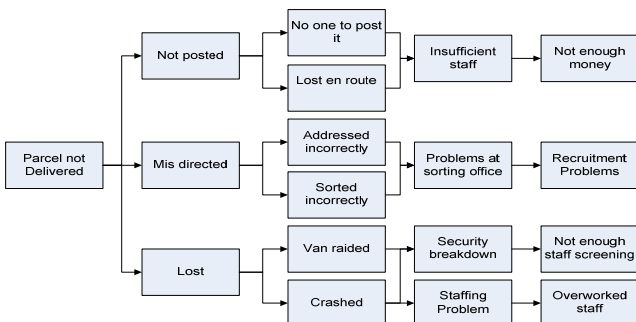 No one to post
it
Not posted
Insufficient
staff
Not enough
money
Lost en route
Addressed
incorrectly
Parcel not
Delivered
Mis directed
Problems at
sorting office
Recruitment
Problems
Sorted
incorrectly
Van raided
Security
breakdown
Not enough
staff screening
Lost
Crashed
Staffing
Problem
Overworked
staff